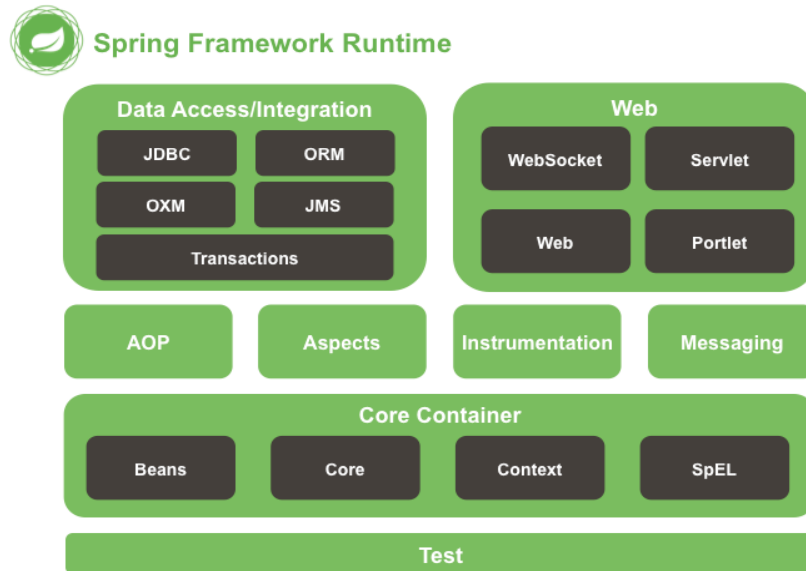 Spring Framework Runtime
Data Access/Integration
JDBC
ORM
OXM
JMS
Transactions
Web
WebSocket
Servlet
Web
Portlet
AOP
Aspects
Instrumentation
Messaging
Core Container
Beans
Core
Context
SpEL
Test